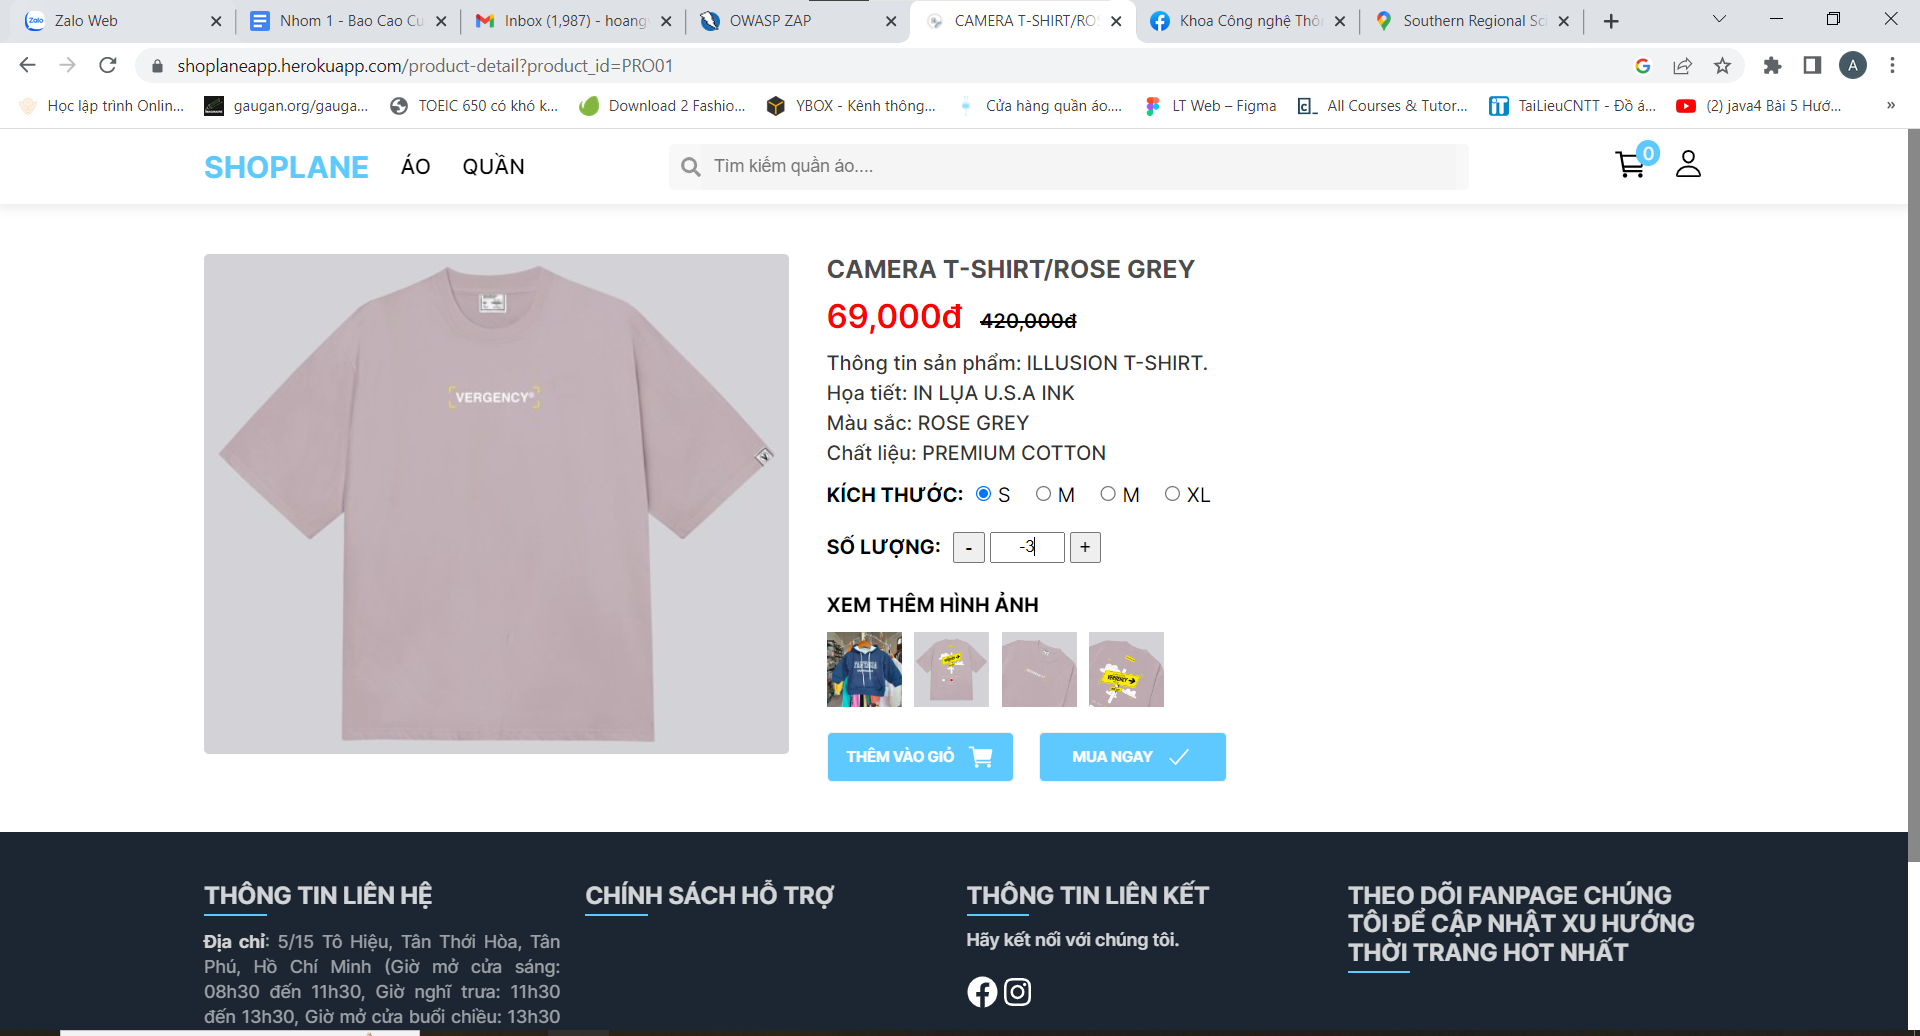 Zalo Web
Nhom 1 - Bao Cao Cu
Inbox (1,987) - hoang
OWASP ZAP
CAMERA T-SHIRT/ROS
Khoa Công nghệ Thôn
Southern Regional Sci
shoplaneapp.herokuapp.com/product-detail?product_id=PRO01
A
Học lập trình Onlin...
gaugan.org/gauga...
TOEIC 650 có khó k...
Download 2 Fashio...
YBOX - Kênh thông...
Cửa hàng quần áo....
LT Web – Figma
All Courses & Tutor...
TaiLieuCNTT - Đồ á...
(2) java4 Bài 5 Hướ...
»
SHOPLANE
ÁO
QUẦN
Tìm kiếm quần áo....
0
VERGENCY
CAMERA T-SHIRT/ROSE GREY
69,000đ 420,000đ
Thông tin sản phẩm: ILLUSION T-SHIRT.
Họa tiết: IN LỤA U.S.A INK
Màu sắc: ROSE GREY
Chất liệu: PREMIUM COTTON
KÍCH THƯỚC: S M M XL
SỐ LƯỢNG: - -3 +
XEM THÊM HÌNH ẢNH
THÊM VÀO GIỎ
MUA NGAY
THÔNG TIN LIÊN HỆ
Địa chỉ: 5/15 Tô Hiệu, Tân Thới Hòa, Tân
Phú, Hồ Chí Minh (Giờ mở cửa sáng:
08h30 đến 11h30, Giờ nghĩ trưa: 11h30
đến 13h30, Giờ mở cửa buổi chiều: 13h30
CHÍNH SÁCH HỖ TRỢ
THÔNG TIN LIÊN KẾT
Hãy kết nối với chúng tôi.
THEO DÕI FANPAGE CHÚNG
TÔI ĐỂ CẬP NHẬT XU HƯỚNG
THỜI TRANG HOT NHẤT